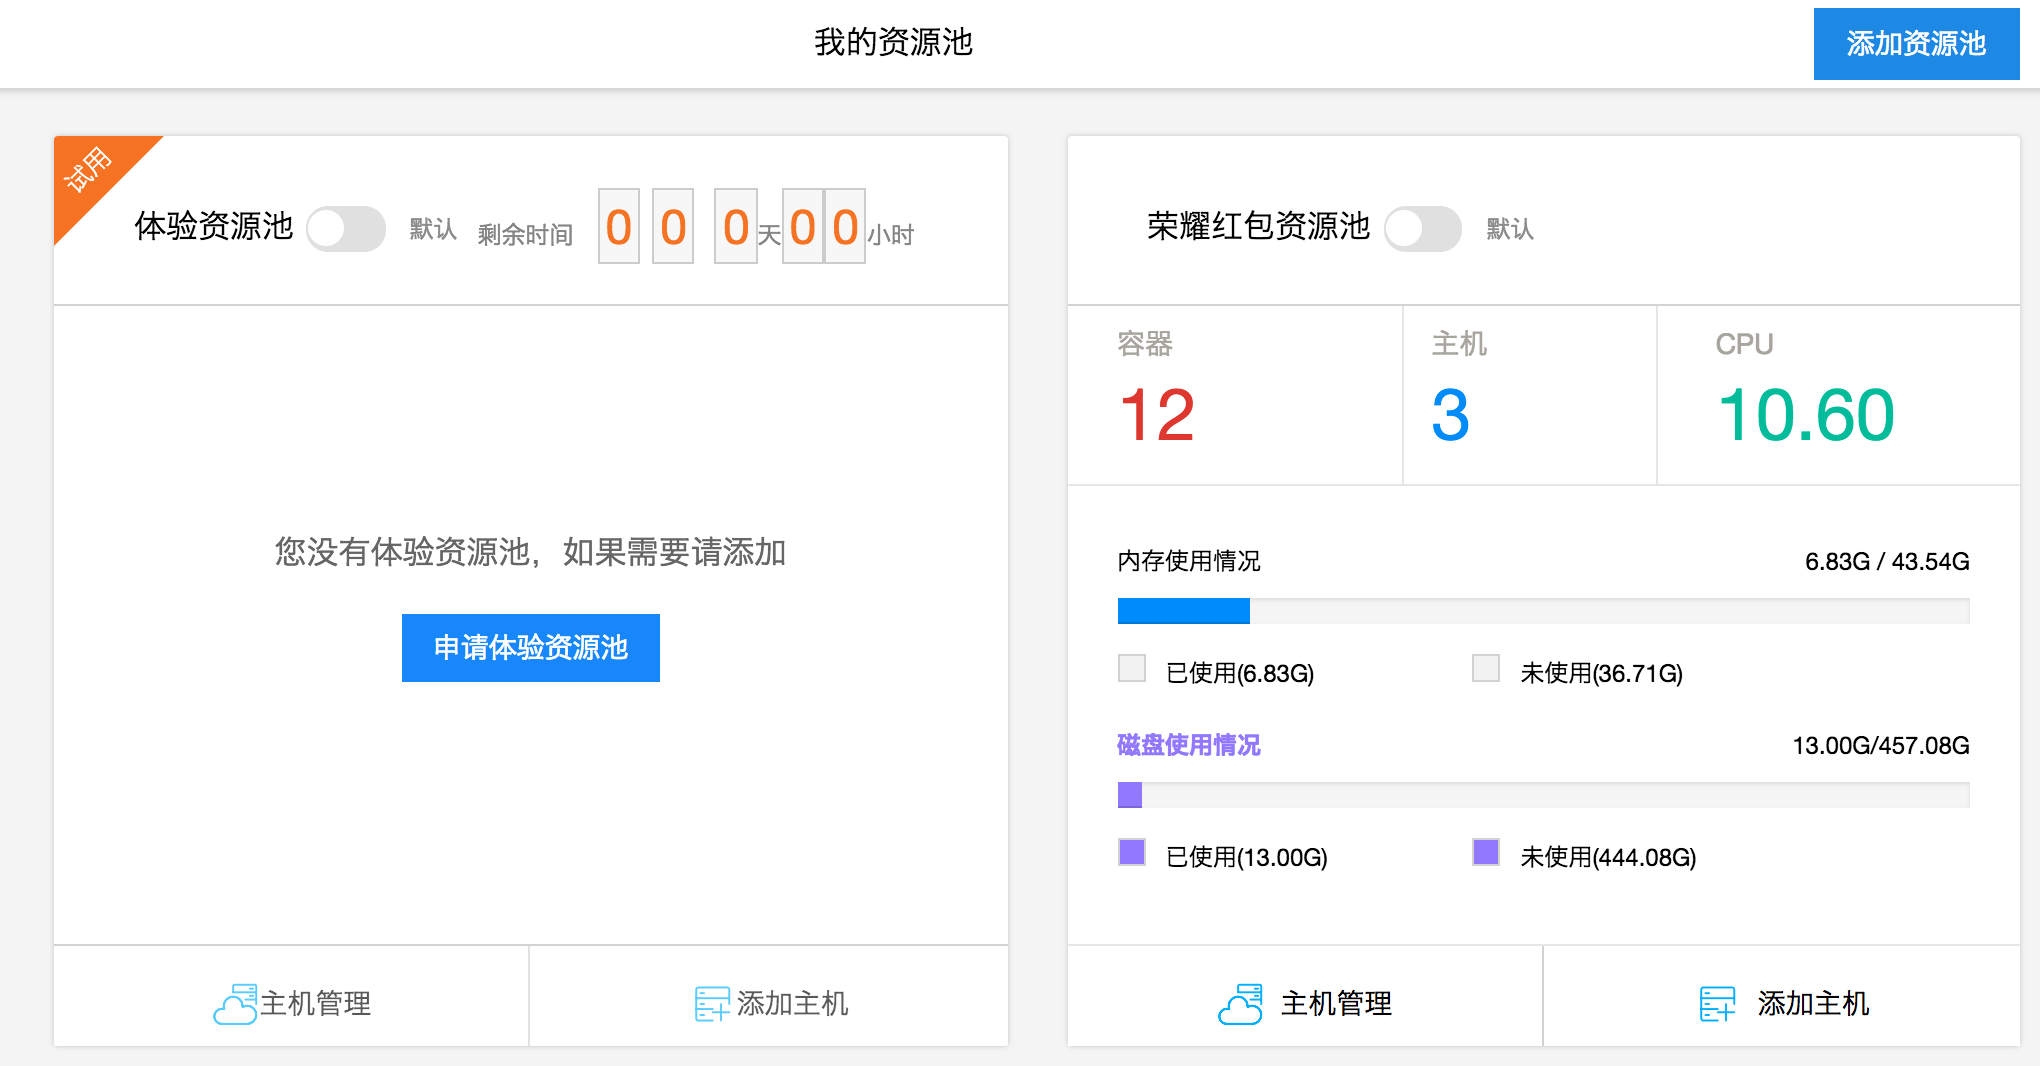 我的资源池
添加资源池
试用
体验资源池 默认 剩余时间 0 0 0天00小时
您没有体验资源池，如果需要请添加
申请体验资源池
主机管理 添加主机
荣耀红包资源池 默认
容器 主机 CPU
12 3 10.60
内存使用情况 6.83G / 43.54G
已使用(6.83G) 未使用(36.71G)
磁盘使用情况 13.00G/457.08G
已使用(13.00G) 未使用(444.08G)
主机管理 添加主机